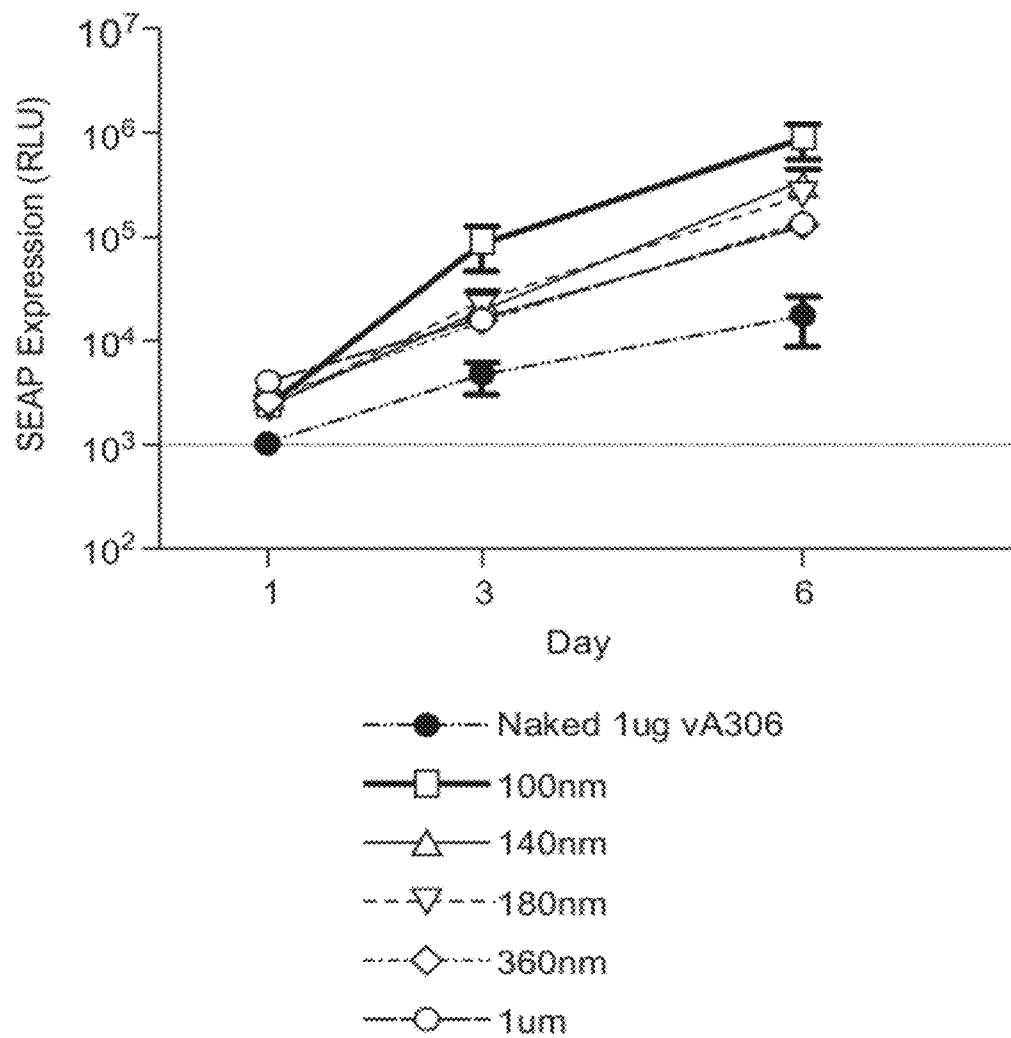 SEAP Expression (RLU)
10⁷
10⁶
10⁵
10⁴
10³
10²
1 3 6
Day
Naked 1ug vA306
100nm
140nm
180nm
360nm
1um